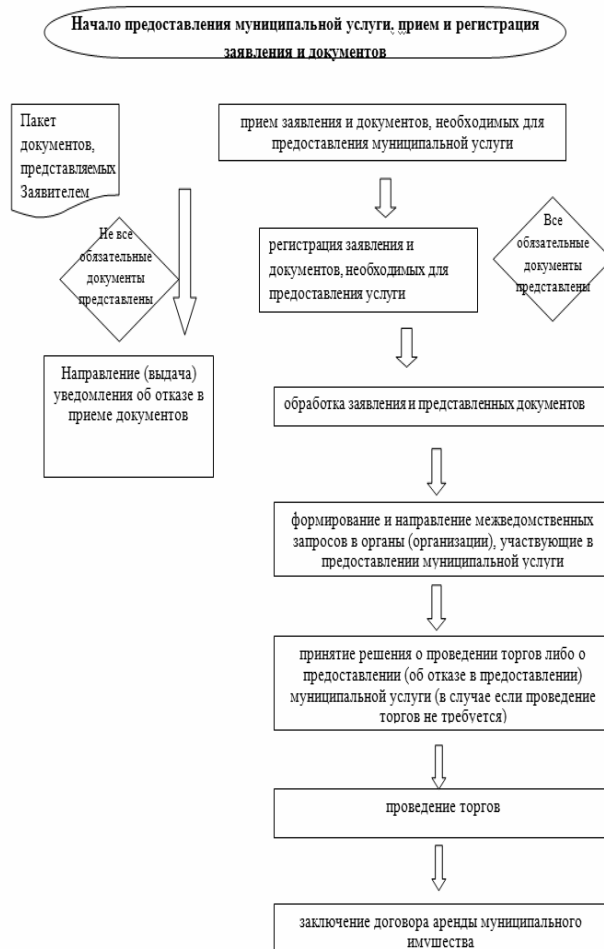 Начало предоставления муниципальной услуги, прием и регистрация
заявления и документов
Пакет
документов,
представляемых
Заявителем
прием заявления и документов, необходимых для
предоставления муниципальной услуги
Не все
обязательные
документы
представлены
регистрация заявления и
документов, необходимых для
предоставления услуги
Все
обязательные
документы
представлены
Направление (выдача)
уведомления об отказе в
приеме документов
обработка заявления и представленных документов
формирование и направление межведомственных
запросов в органы (организации), участвующие в
предоставлении муниципальной услуги
принятие решения о проведении торгов либо о
предоставлении (об отказе в предоставлении)
муниципальной услуги (в случае если проведение
торгов не требуется)
проведение торгов
заключение договора аренды муниципального
имущества